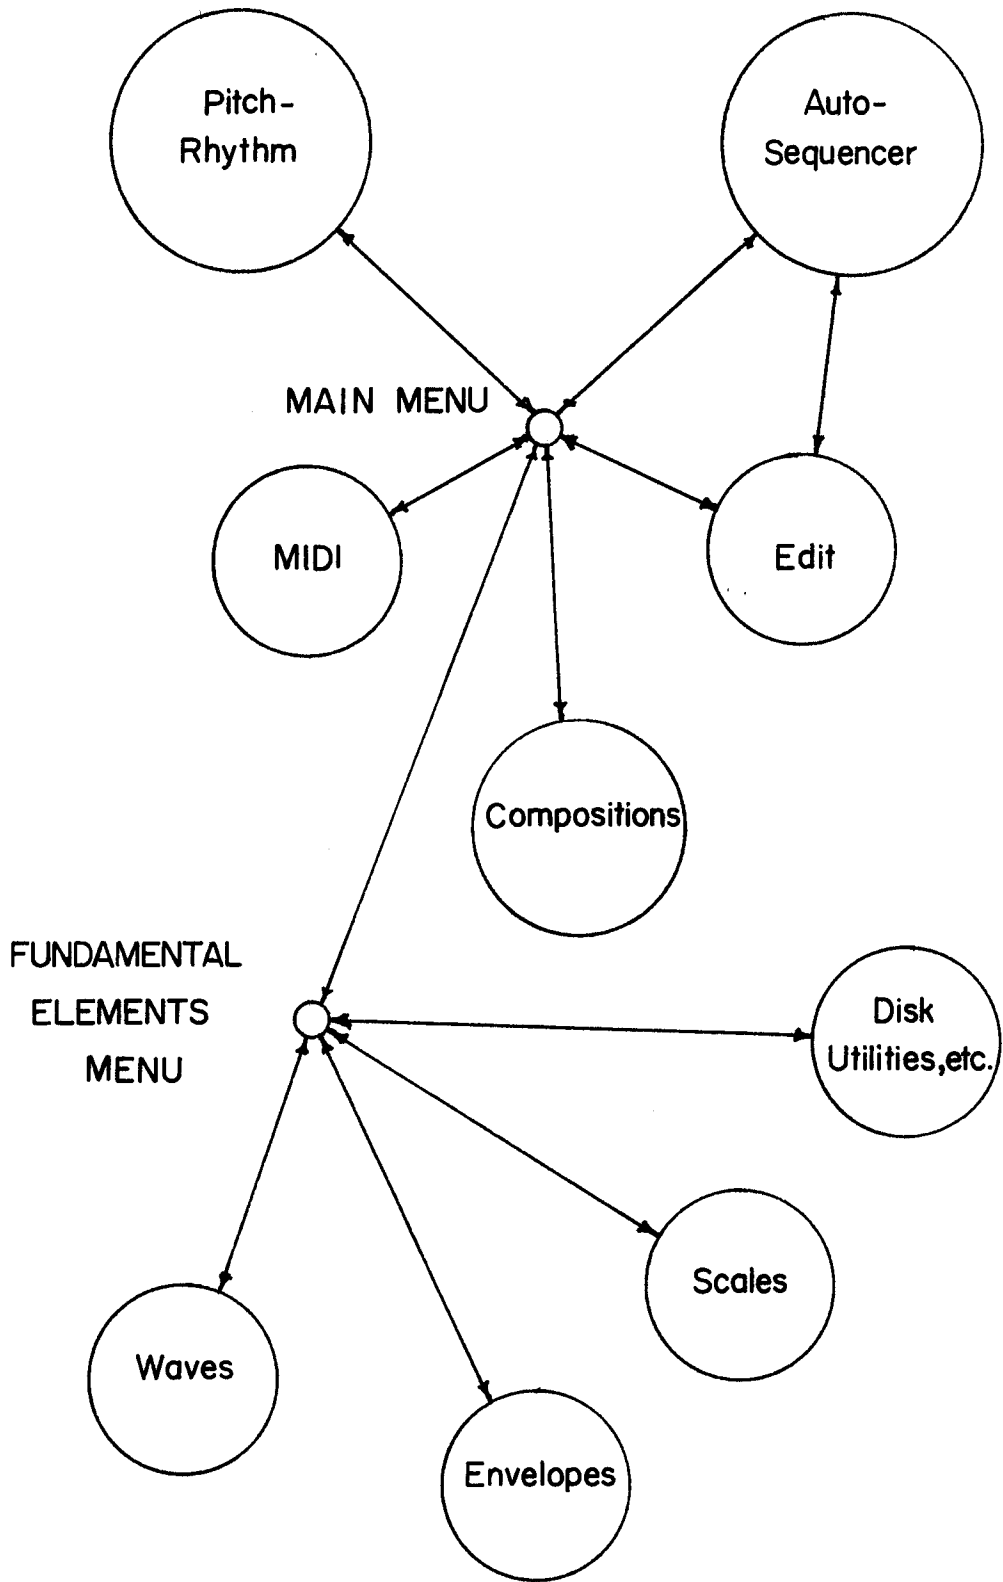 Pitch-
Rhythm
Auto-
Sequencer
MAIN MENU
MIDI
Edit
Compositions
FUNDAMENTAL
ELEMENTS
MENU
Disk
Utilities,etc.
Scales
Waves
Envelopes